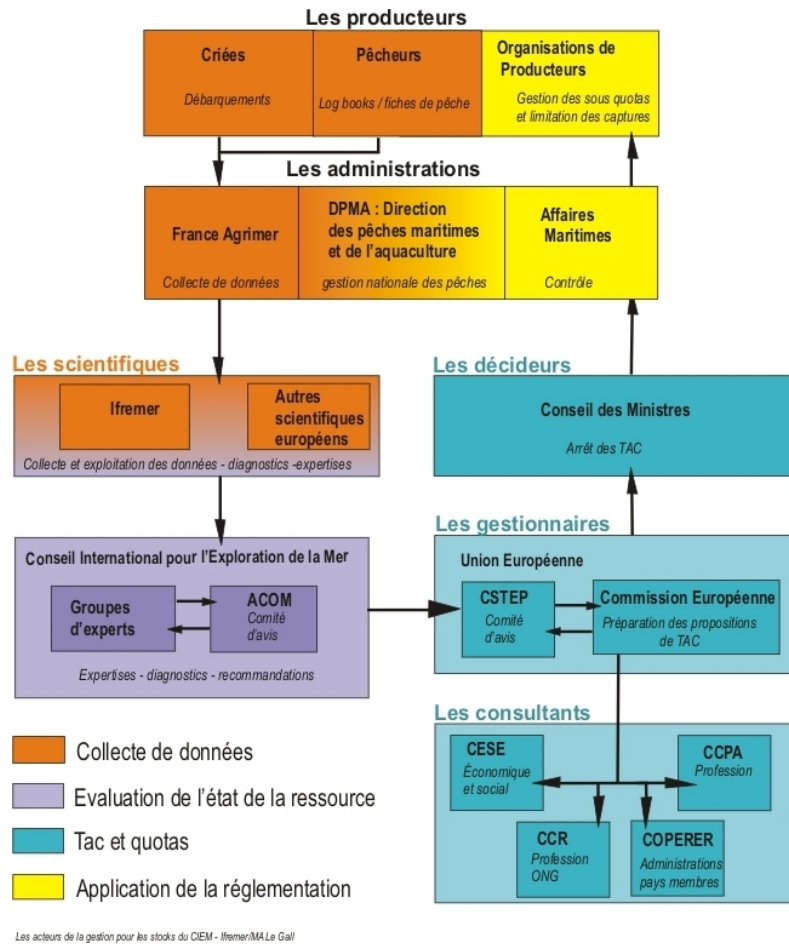 Les producteurs
Criées
Débarquements
Pêcheurs
Log books / fiches de pêche
Organisations de
Producteurs
Gestion des sous quotas
et limitation des captures
Les administrations
France Agrimer
Collecte de données
DPMA : Direction
des pêches maritimes
et de l'aquaculture
gestion nationale des pêches
Affaires
Maritimes
Contrôle
Les scientifiques
Ifremer
Autres
scientifiques
européens
Collecte et exploitation des données - diagnostics -expertises
Les décideurs
Conseil des Ministres
Arrêt des TAC
Conseil International pour l'Exploration de la Mer
Groupes
d'experts
ACOM
Comité
d'avis
Expertises - diagnostics - recommandations
Les gestionnaires
Union Européenne
CSTEP
Comité
d'avis
Commission Européenne
Préparation des propositions
de TAC
Les consultants
CESE
Économique
et social
CCPA
Profession
CCR
Profession
ONG
COPERER
Administrations
pays membres
Collecte de données
Evaluation de l'état de la ressource
Tac et quotas
Application de la réglementation
Les acteurs de la gestion pour les stocks du CIEM - Ifremer/MA Le Gall